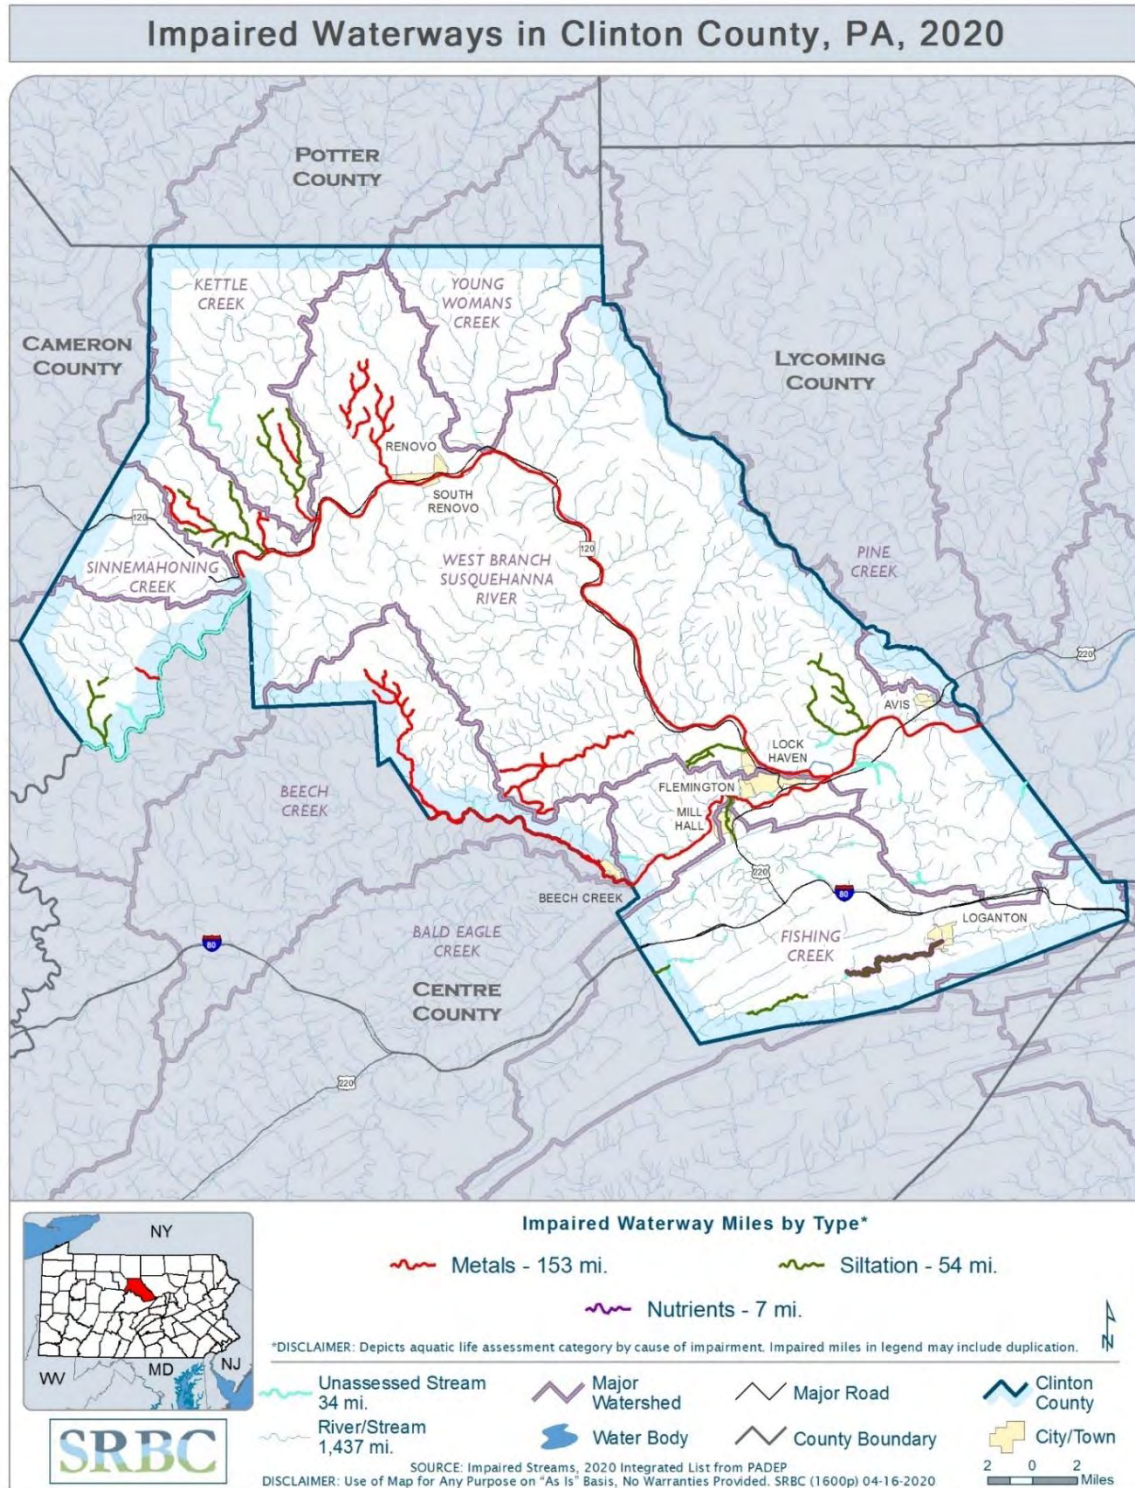 Impaired Waterways in Clinton County, PA, 2020
POTTER
COUNTY
KETTLE
CREEK
YOUNG
WOMANS
CREEK
CAMERON
COUNTY
LYCOMING
COUNTY
RENOVO
SOUTH
RENOVO
120
120
SINNEMAHONING
CREEK
WEST BRANCH
SUSQUEHANNA
RIVER
PINE
CREEK
220
AVIS
LOCK
HAVEN
FLEMINGTON
MILL
HALL
BEECH
CREEK
220
BEECH CREEK
80
LOGANTON
BALD EAGLE
CREEK
FISHING
CREEK
80
CENTRE
COUNTY
220
Impaired Waterway Miles by Type*
Metals - 153 mi.
Siltation - 54 mi.
Nutrients - 7 mi.
N
*DISCLAIMER: Depicts aquatic life assessment category by cause of impairment. Impaired miles in legend may include duplication.
NY
WV
MD
NJ
Unassessed Stream
34 mi.
Major
Watershed
Major Road
Clinton
County
River/Stream
1,437 mi.
Water Body
County Boundary
City/Town
SRBC
SOURCE: Impaired Streams, 2020 Integrated List from PADEP
DISCLAIMER: Use of Map for Any Purpose on "As Is" Basis, No Warranties Provided. SRBC (1600p) 04-16-2020
2 0 2
Miles